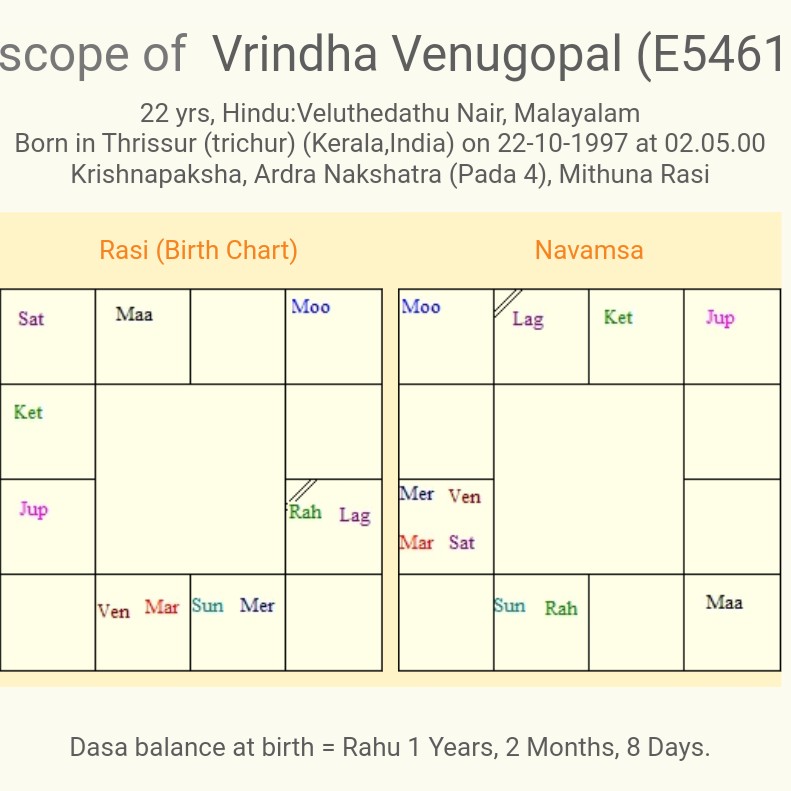 scope of Vrindha Venugopal (E5461
22 yrs, Hindu:Veluthedathu Nair, Malayalam
Born in Thrissur (trichur) (Kerala,India) on 22-10-1997 at 02.05.00
Krishnapaksha, Ardra Nakshatra (Pada 4), Mithuna Rasi
Rasi (Birth Chart)
Sat Maa Moo
Ket
Jup Rah Lag
Ven Mar Sun Mer
Navamsa
Moo Lag Ket Jup
Mer Ven
Mar Sat
Sun Rah Maa
Dasa balance at birth = Rahu 1 Years, 2 Months, 8 Days.